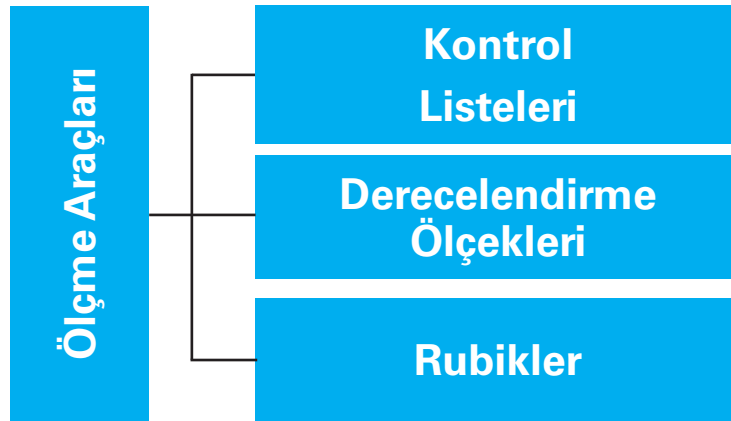 Ölçme Araçları
Kontrol
Listeleri
Derecelendirme
Ölçekleri
Rubikler